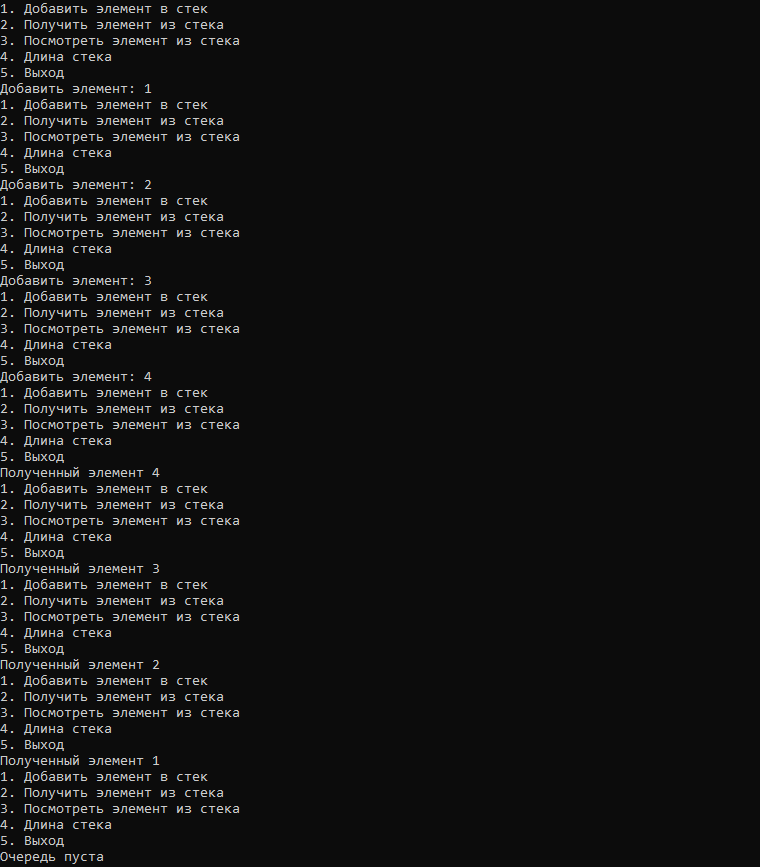 1. Добавить элемент в стек
2. Получить элемент из стека
3. Посмотреть элемент из стека
4. Длина стека
5. Выход
Добавить элемент: 1
1. Добавить элемент в стек
2. Получить элемент из стека
3. Посмотреть элемент из стека
4. Длина стека
5. Выход
Добавить элемент: 2
1. Добавить элемент в стек
2. Получить элемент из стека
3. Посмотреть элемент из стека
4. Длина стека
5. Выход
Добавить элемент: 3
1. Добавить элемент в стек
2. Получить элемент из стека
3. Посмотреть элемент из стека
4. Длина стека
5. Выход
Добавить элемент: 4
1. Добавить элемент в стек
2. Получить элемент из стека
3. Посмотреть элемент из стека
4. Длина стека
5. Выход
Полученный элемент 4
1. Добавить элемент в стек
2. Получить элемент из стека
3. Посмотреть элемент из стека
4. Длина стека
5. Выход
Полученный элемент 3
1. Добавить элемент в стек
2. Получить элемент из стека
3. Посмотреть элемент из стека
4. Длина стека
5. Выход
Полученный элемент 2
1. Добавить элемент в стек
2. Получить элемент из стека
3. Посмотреть элемент из стека
4. Длина стека
5. Выход
Полученный элемент 1
1. Добавить элемент в стек
2. Получить элемент из стека
3. Посмотреть элемент из стека
4. Длина стека
5. Выход
Очередь пуста